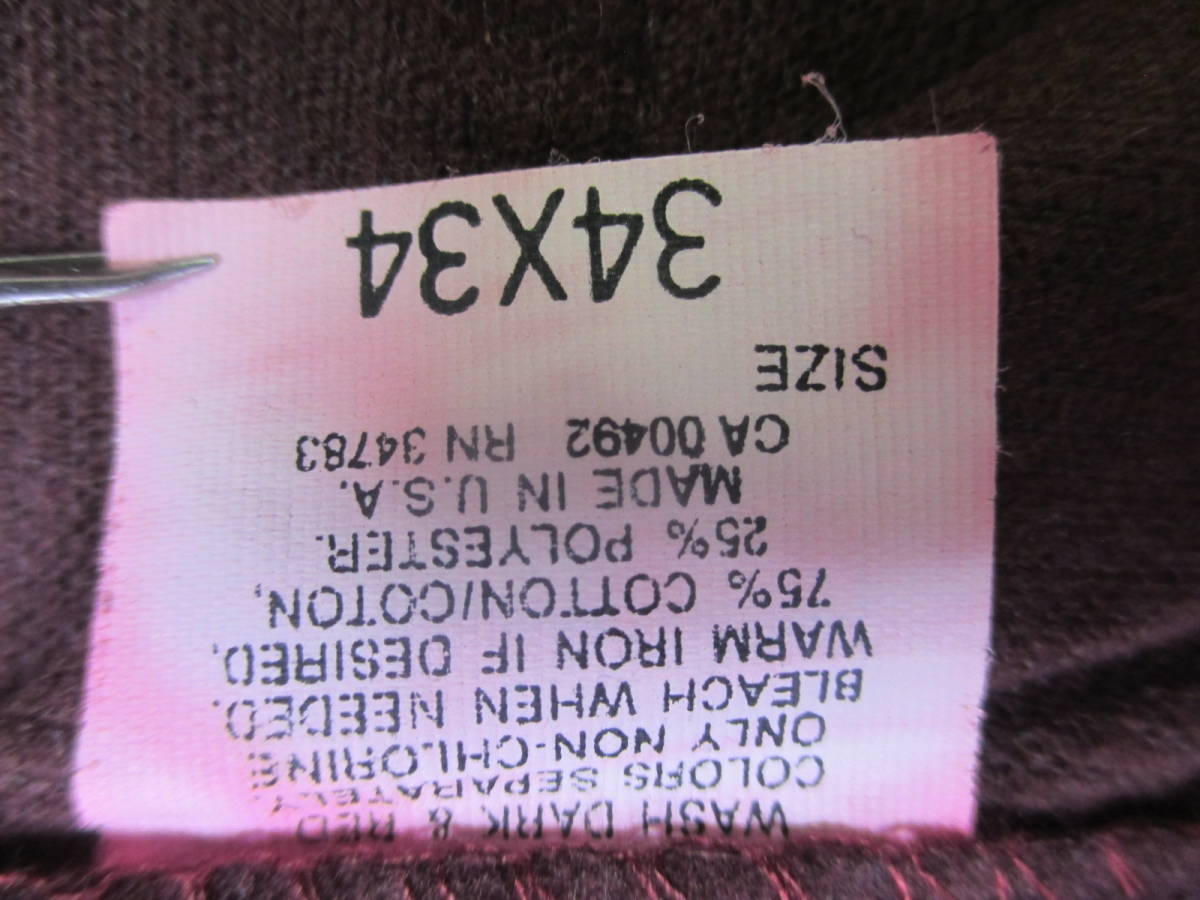 WASH DARK & RED
COLORS SEPARATELY.
ONLY NON-CHLORINE
BLEACH WHEN NEEDED.
WARM IRON IF DESIRED.
75% COTTON/COTON,
25% POLYESTER.
MADE IN U.S.A.
CA 00492 RN 34783
SIZE
34X34